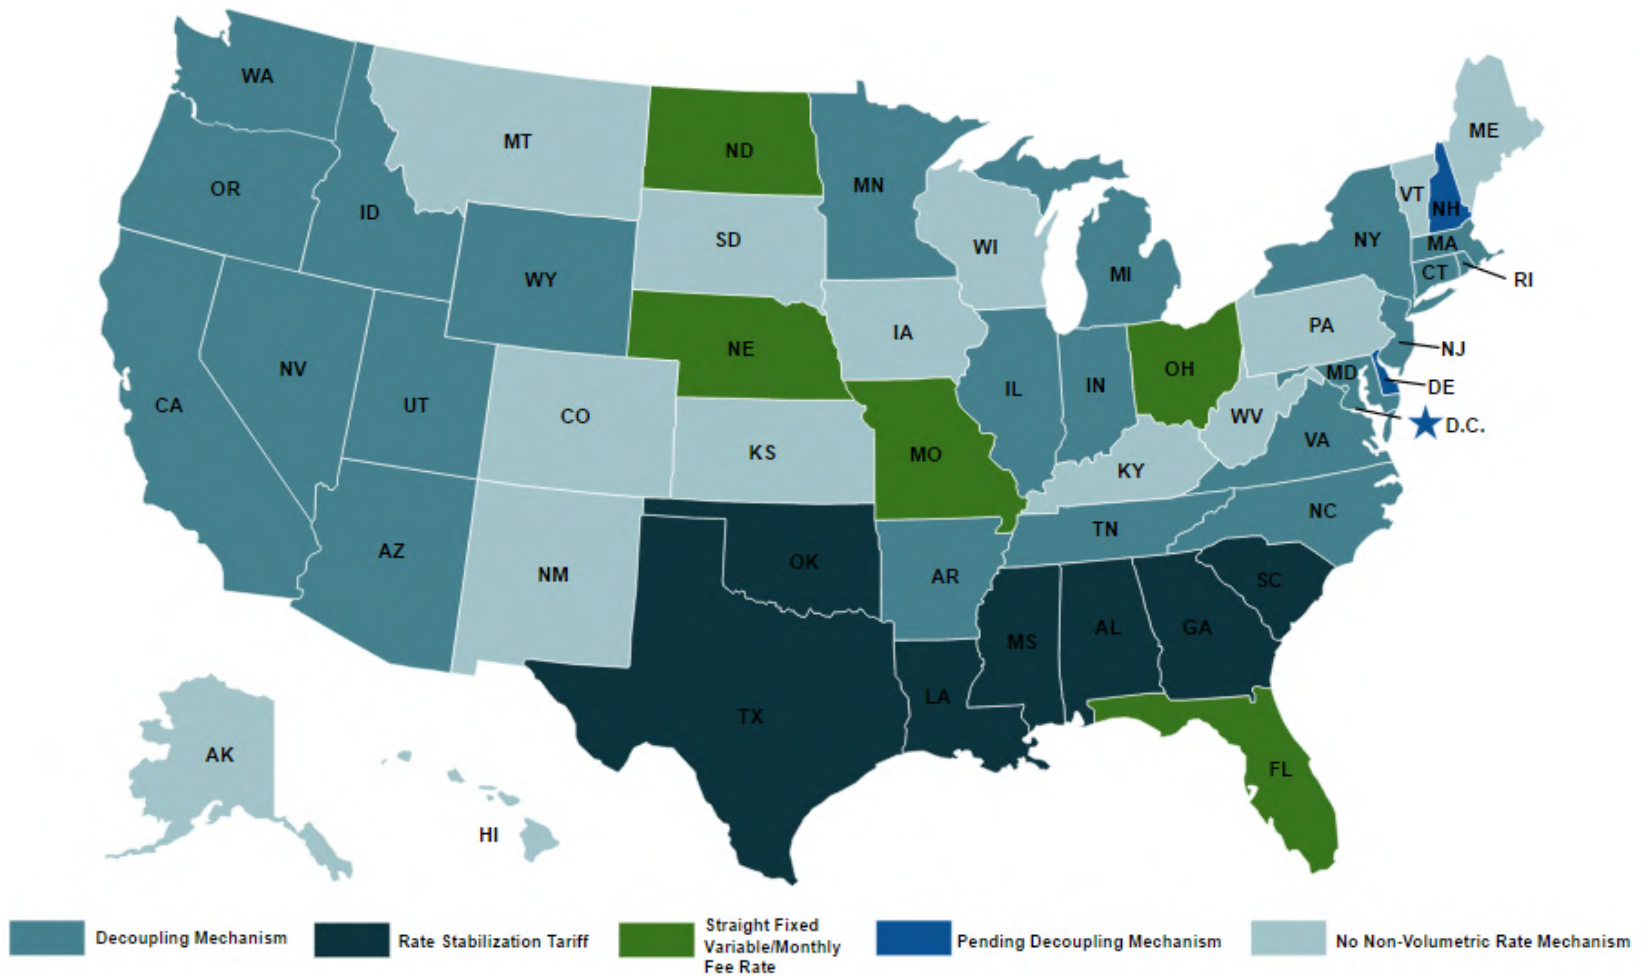 WA
MT
ND
MN
ME
OR
ID
SD
WI
MI
VT
NH
NY
MA
CT
RI
WY
NE
IA
PA
NJ
NV
UT
CO
KS
MO
IL
IN
OH
MD
DE
CA
WV
D.C.
VA
KY
AZ
NM
OK
AR
TN
NC
TX
LA
MS
AL
GA
SC
FL
AK
HI
Decoupling Mechanism
Rate Stabilization Tariff
Straight Fixed
Variable/Monthly
Fee Rate
Pending Decoupling Mechanism
No Non-Volumetric Rate Mechanism